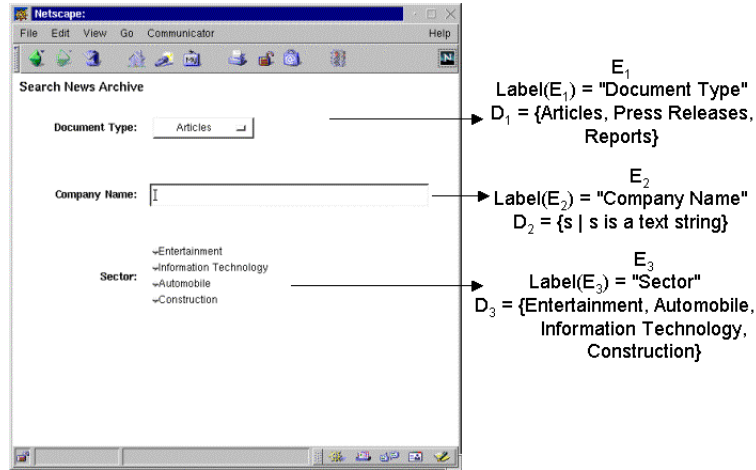 Netscape:
File Edit View Go Communicator Help
N
Search News Archive
Document Type: Articles
Company Name:
Sector:
Entertainment
Information Technology
Automobile
Construction
E₁
Label(E₁) = "Document Type"
D₁ = {Articles, Press Releases,
Reports}
E₂
Label(E₂) = "Company Name"
D₂ = {s | s is a text string}
E₃
Label(E₃) = "Sector"
D₃ = {Entertainment, Automobile,
Information Technology,
Construction}